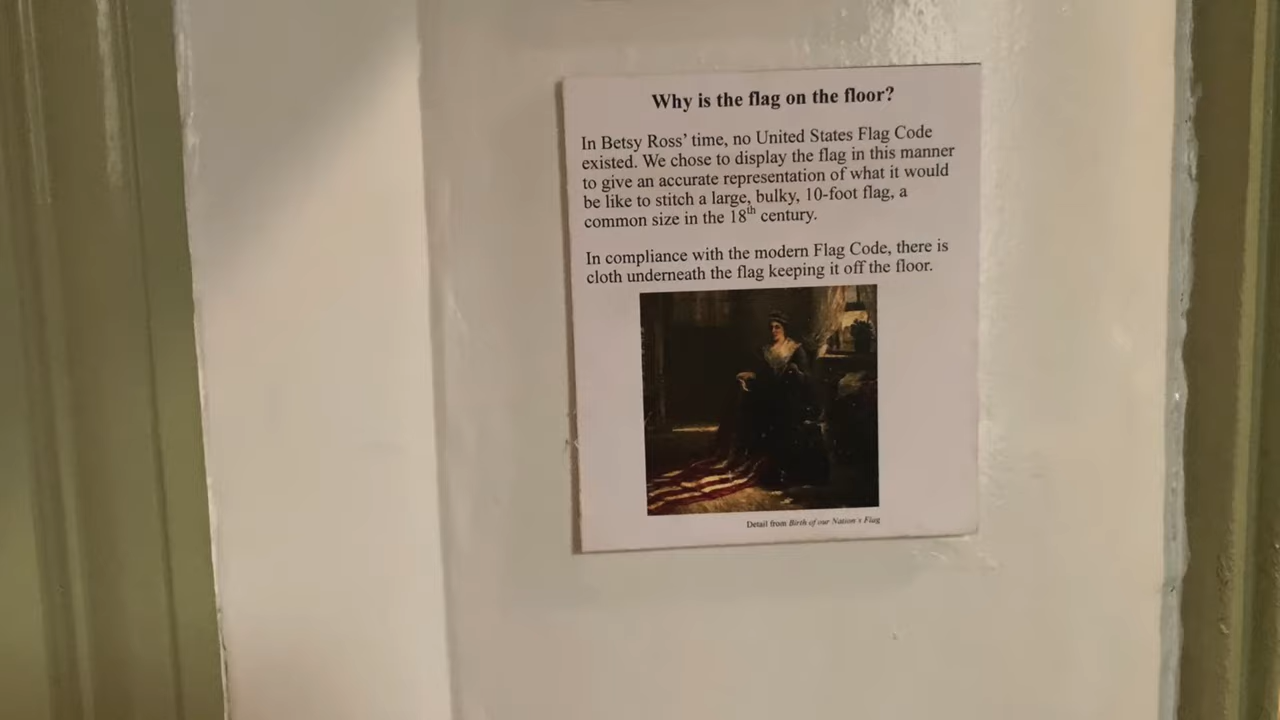 Why is the flag on the floor?
In Betsy Ross’ time, no United States Flag Code
existed. We chose to display the flag in this manner
to give an accurate representation of what it would
be like to stitch a large, bulky, 10-foot flag, a
common size in the 18th century.
In compliance with the modern Flag Code, there is
cloth underneath the flag keeping it off the floor.
Detail from Birth of our Nation's Flag